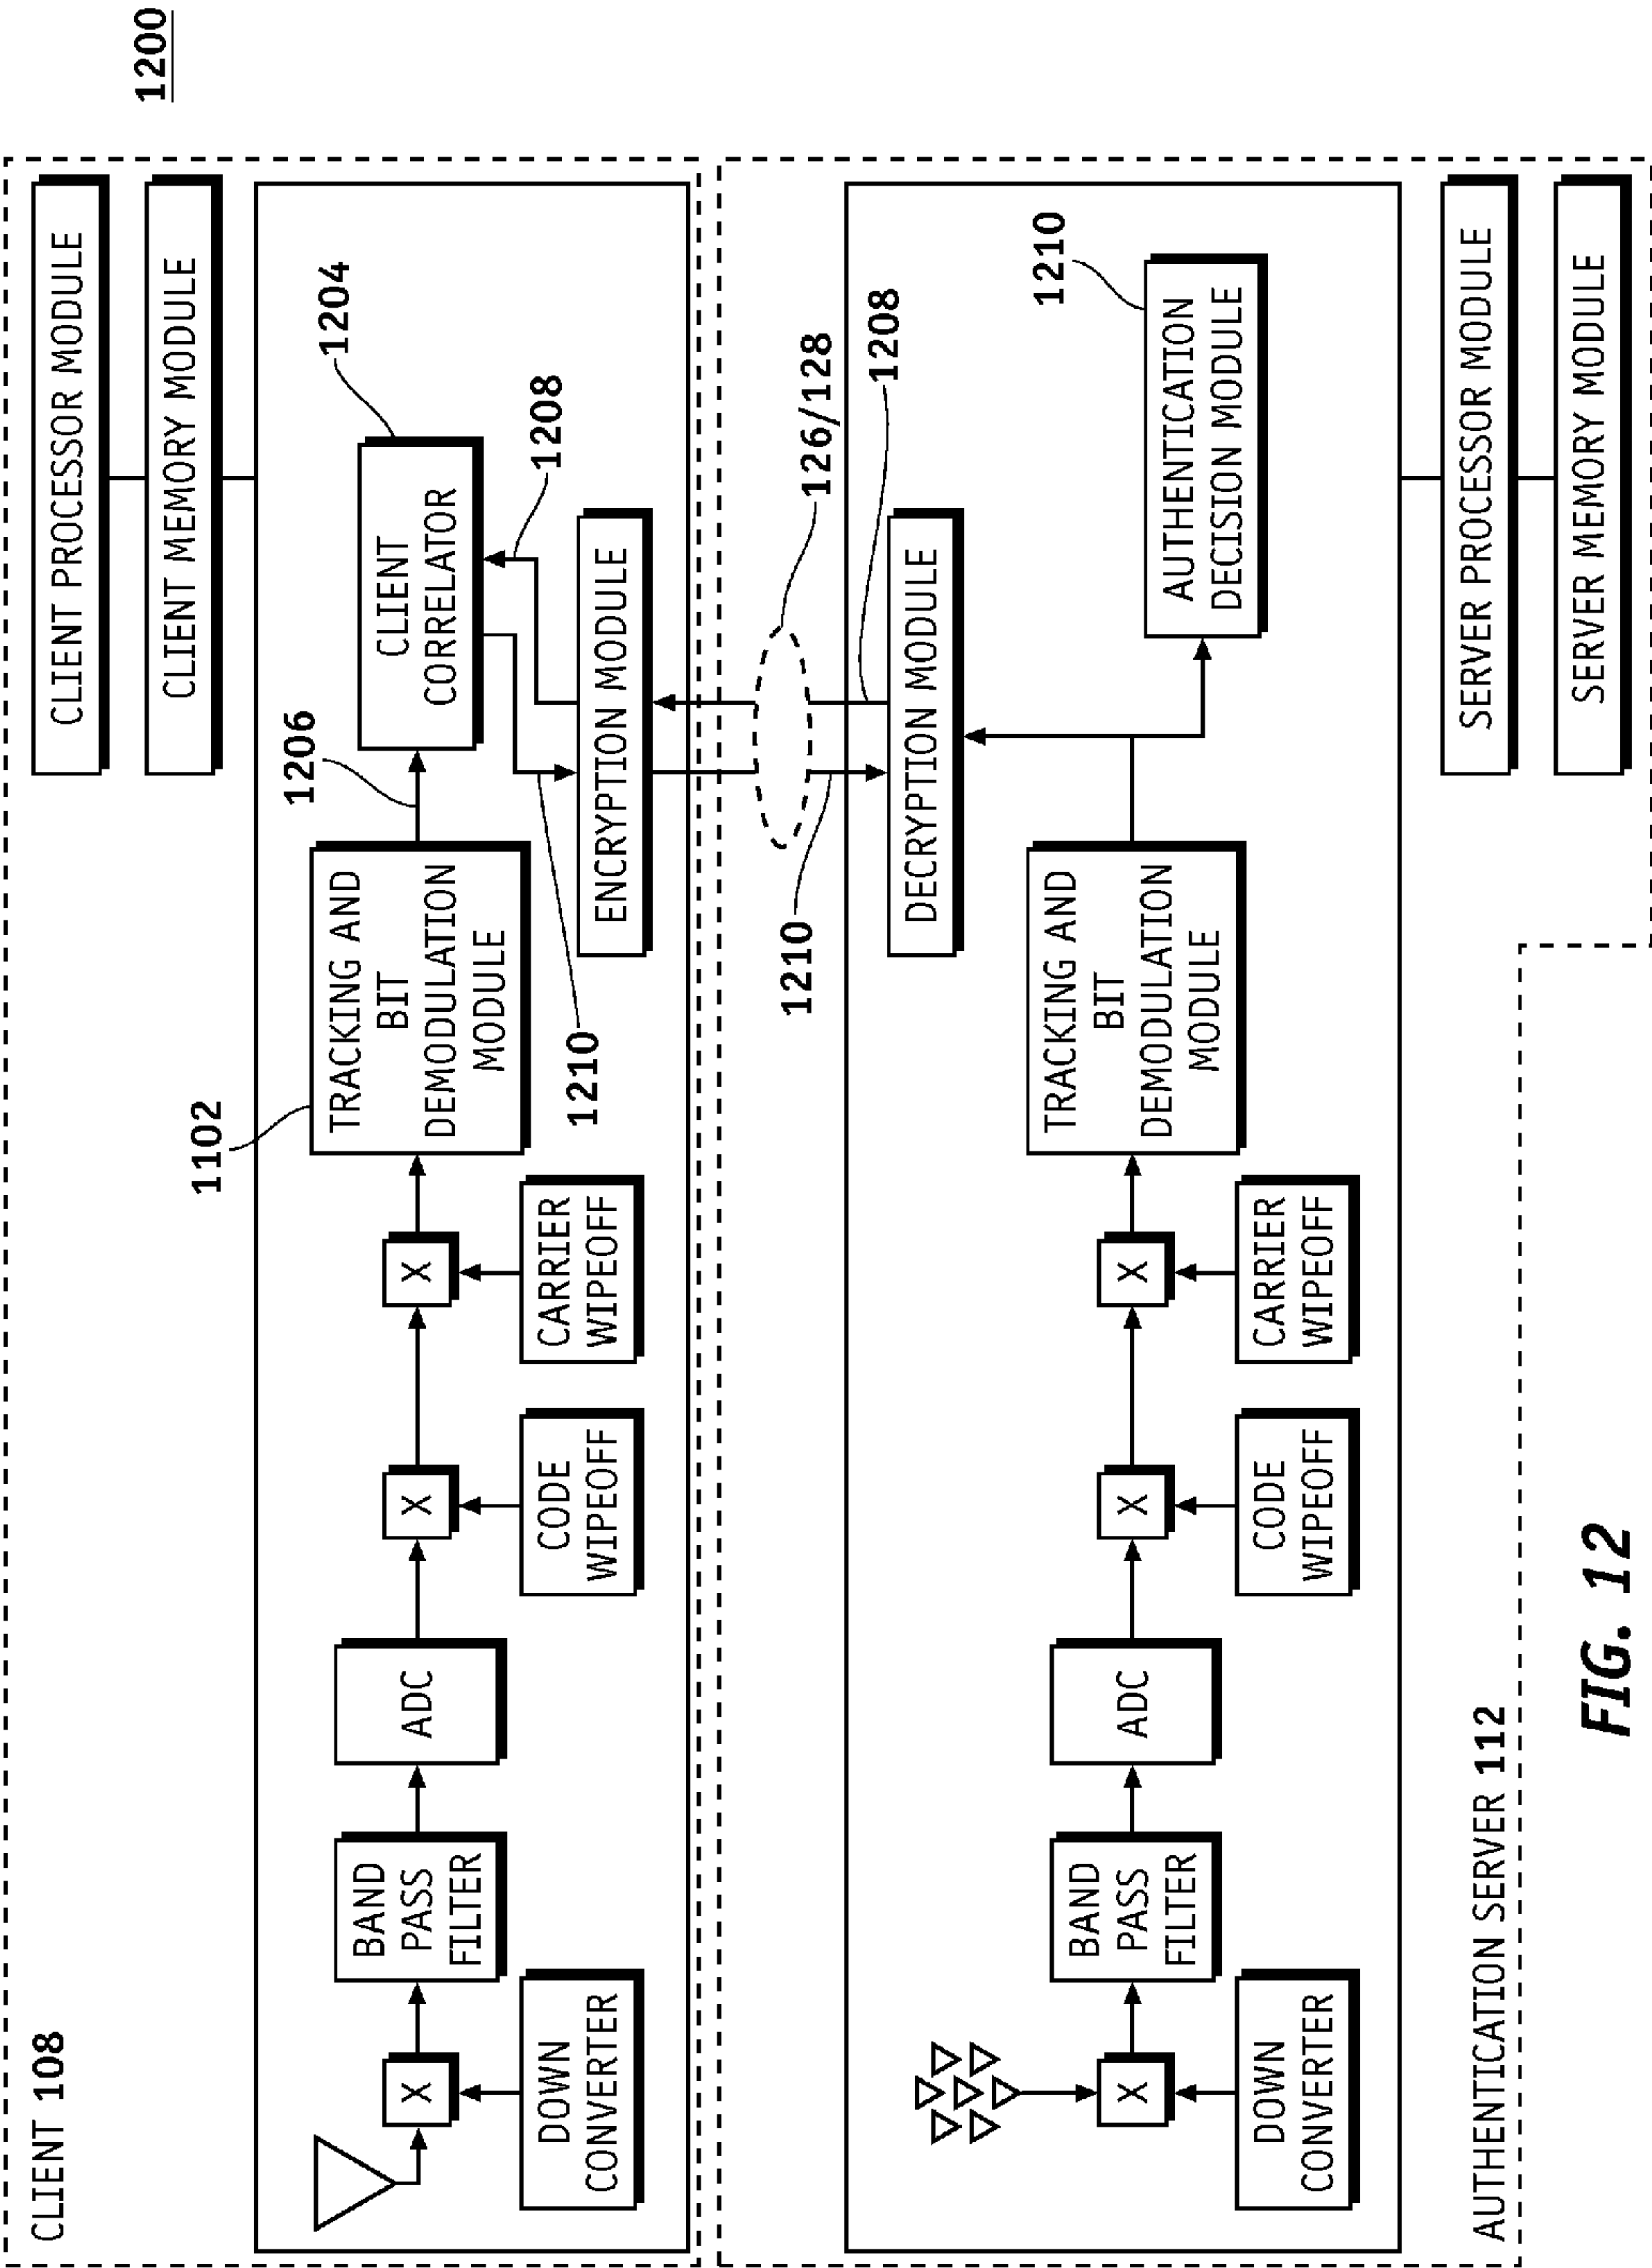 1200
CLIENT 108
CLIENT PROCESSOR MODULE
CLIENT MEMORY MODULE
1102
1206
1204
DOWN
CONVERTER
X
BAND
PASS
FILTER
ADC
X
CODE
WIPEOFF
X
CARRIER
WIPEOFF
TRACKING AND
BIT
DEMODULATION
MODULE
CLIENT
CORRELATOR
1208
1210
ENCRYPTION MODULE
126/128
1210
1208
DECRYPTION MODULE
X
DOWN
CONVERTER
BAND
PASS
FILTER
ADC
X
CODE
WIPEOFF
X
CARRIER
WIPEOFF
TRACKING AND
BIT
DEMODULATION
MODULE
1210
AUTHENTICATION
DECISION MODULE
AUTHENTICATION SERVER 112
SERVER PROCESSOR MODULE
SERVER MEMORY MODULE
FIG. 12